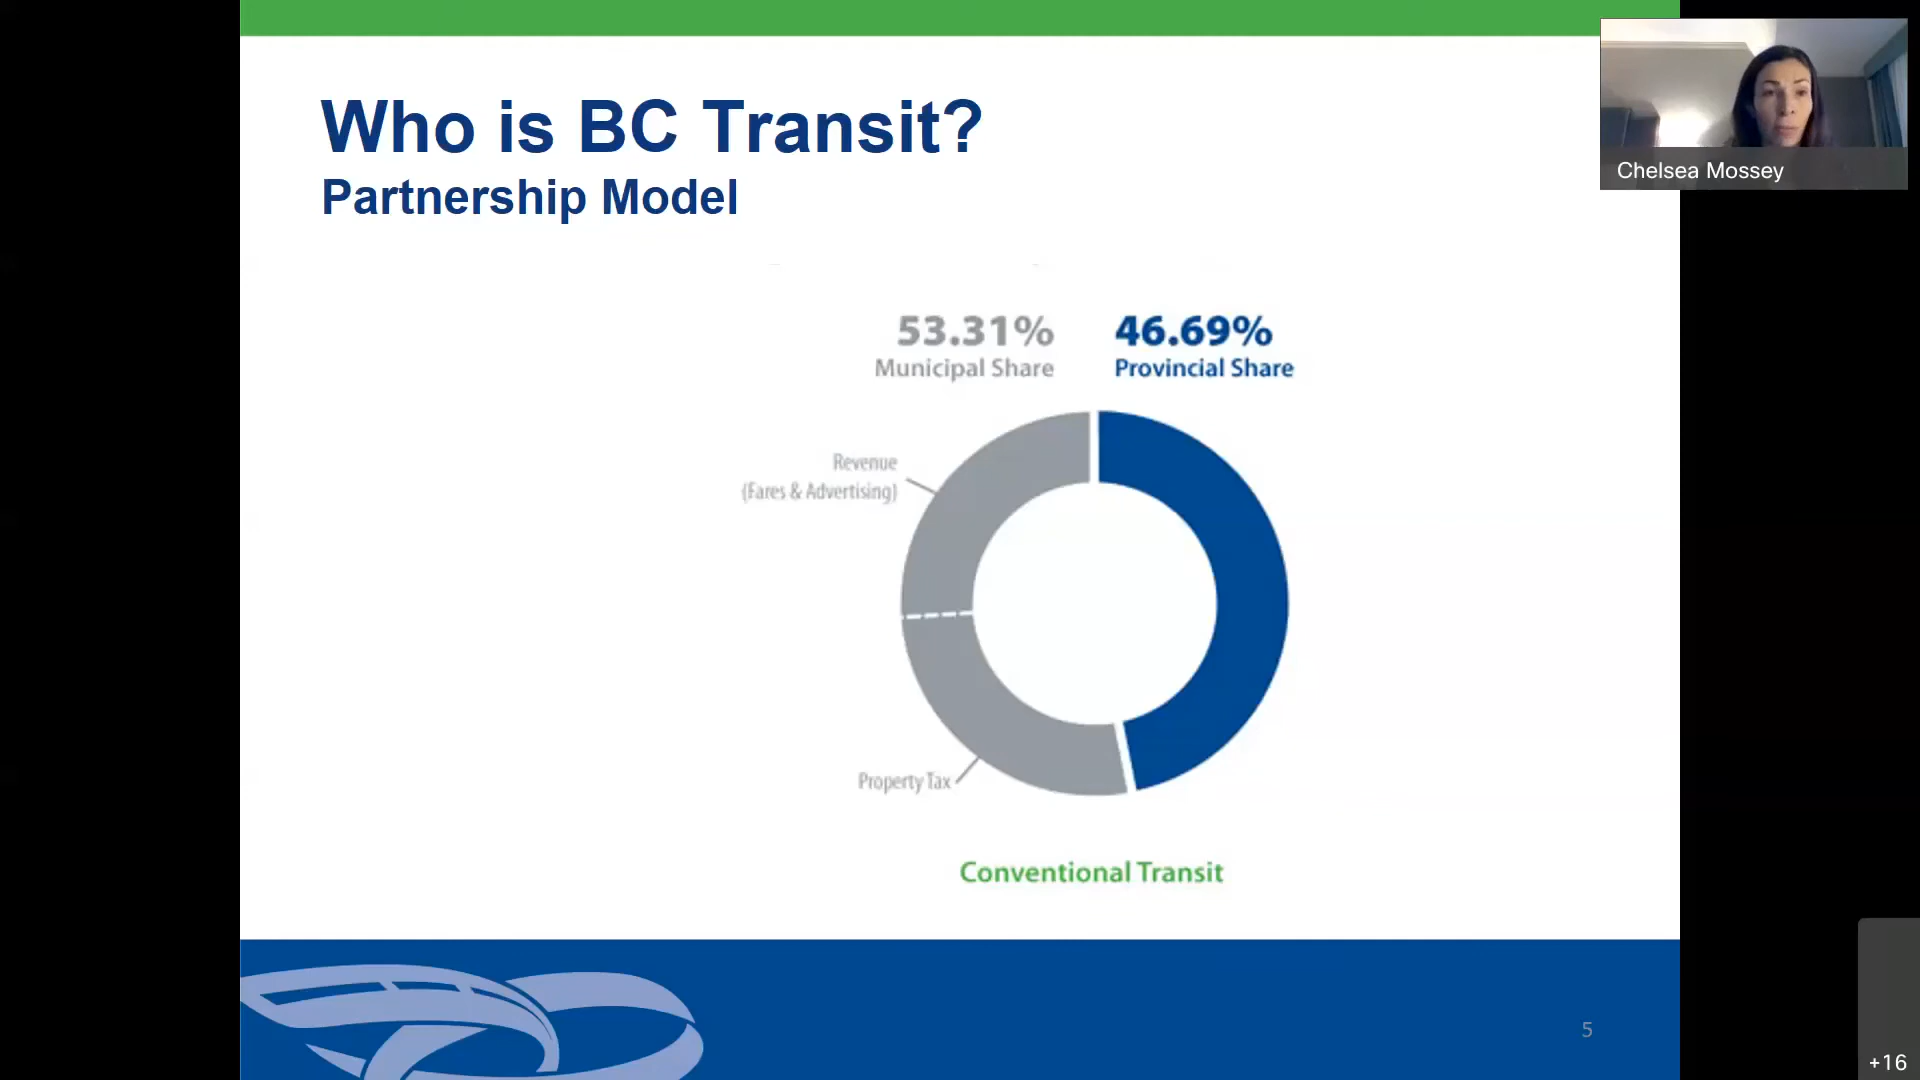 Who is BC Transit?
Partnership Model
Chelsea Mossey
53.31%
Municipal Share
46.69%
Provincial Share
Revenue
(Fares & Advertising)
Property Tax
Conventional Transit
5
+16